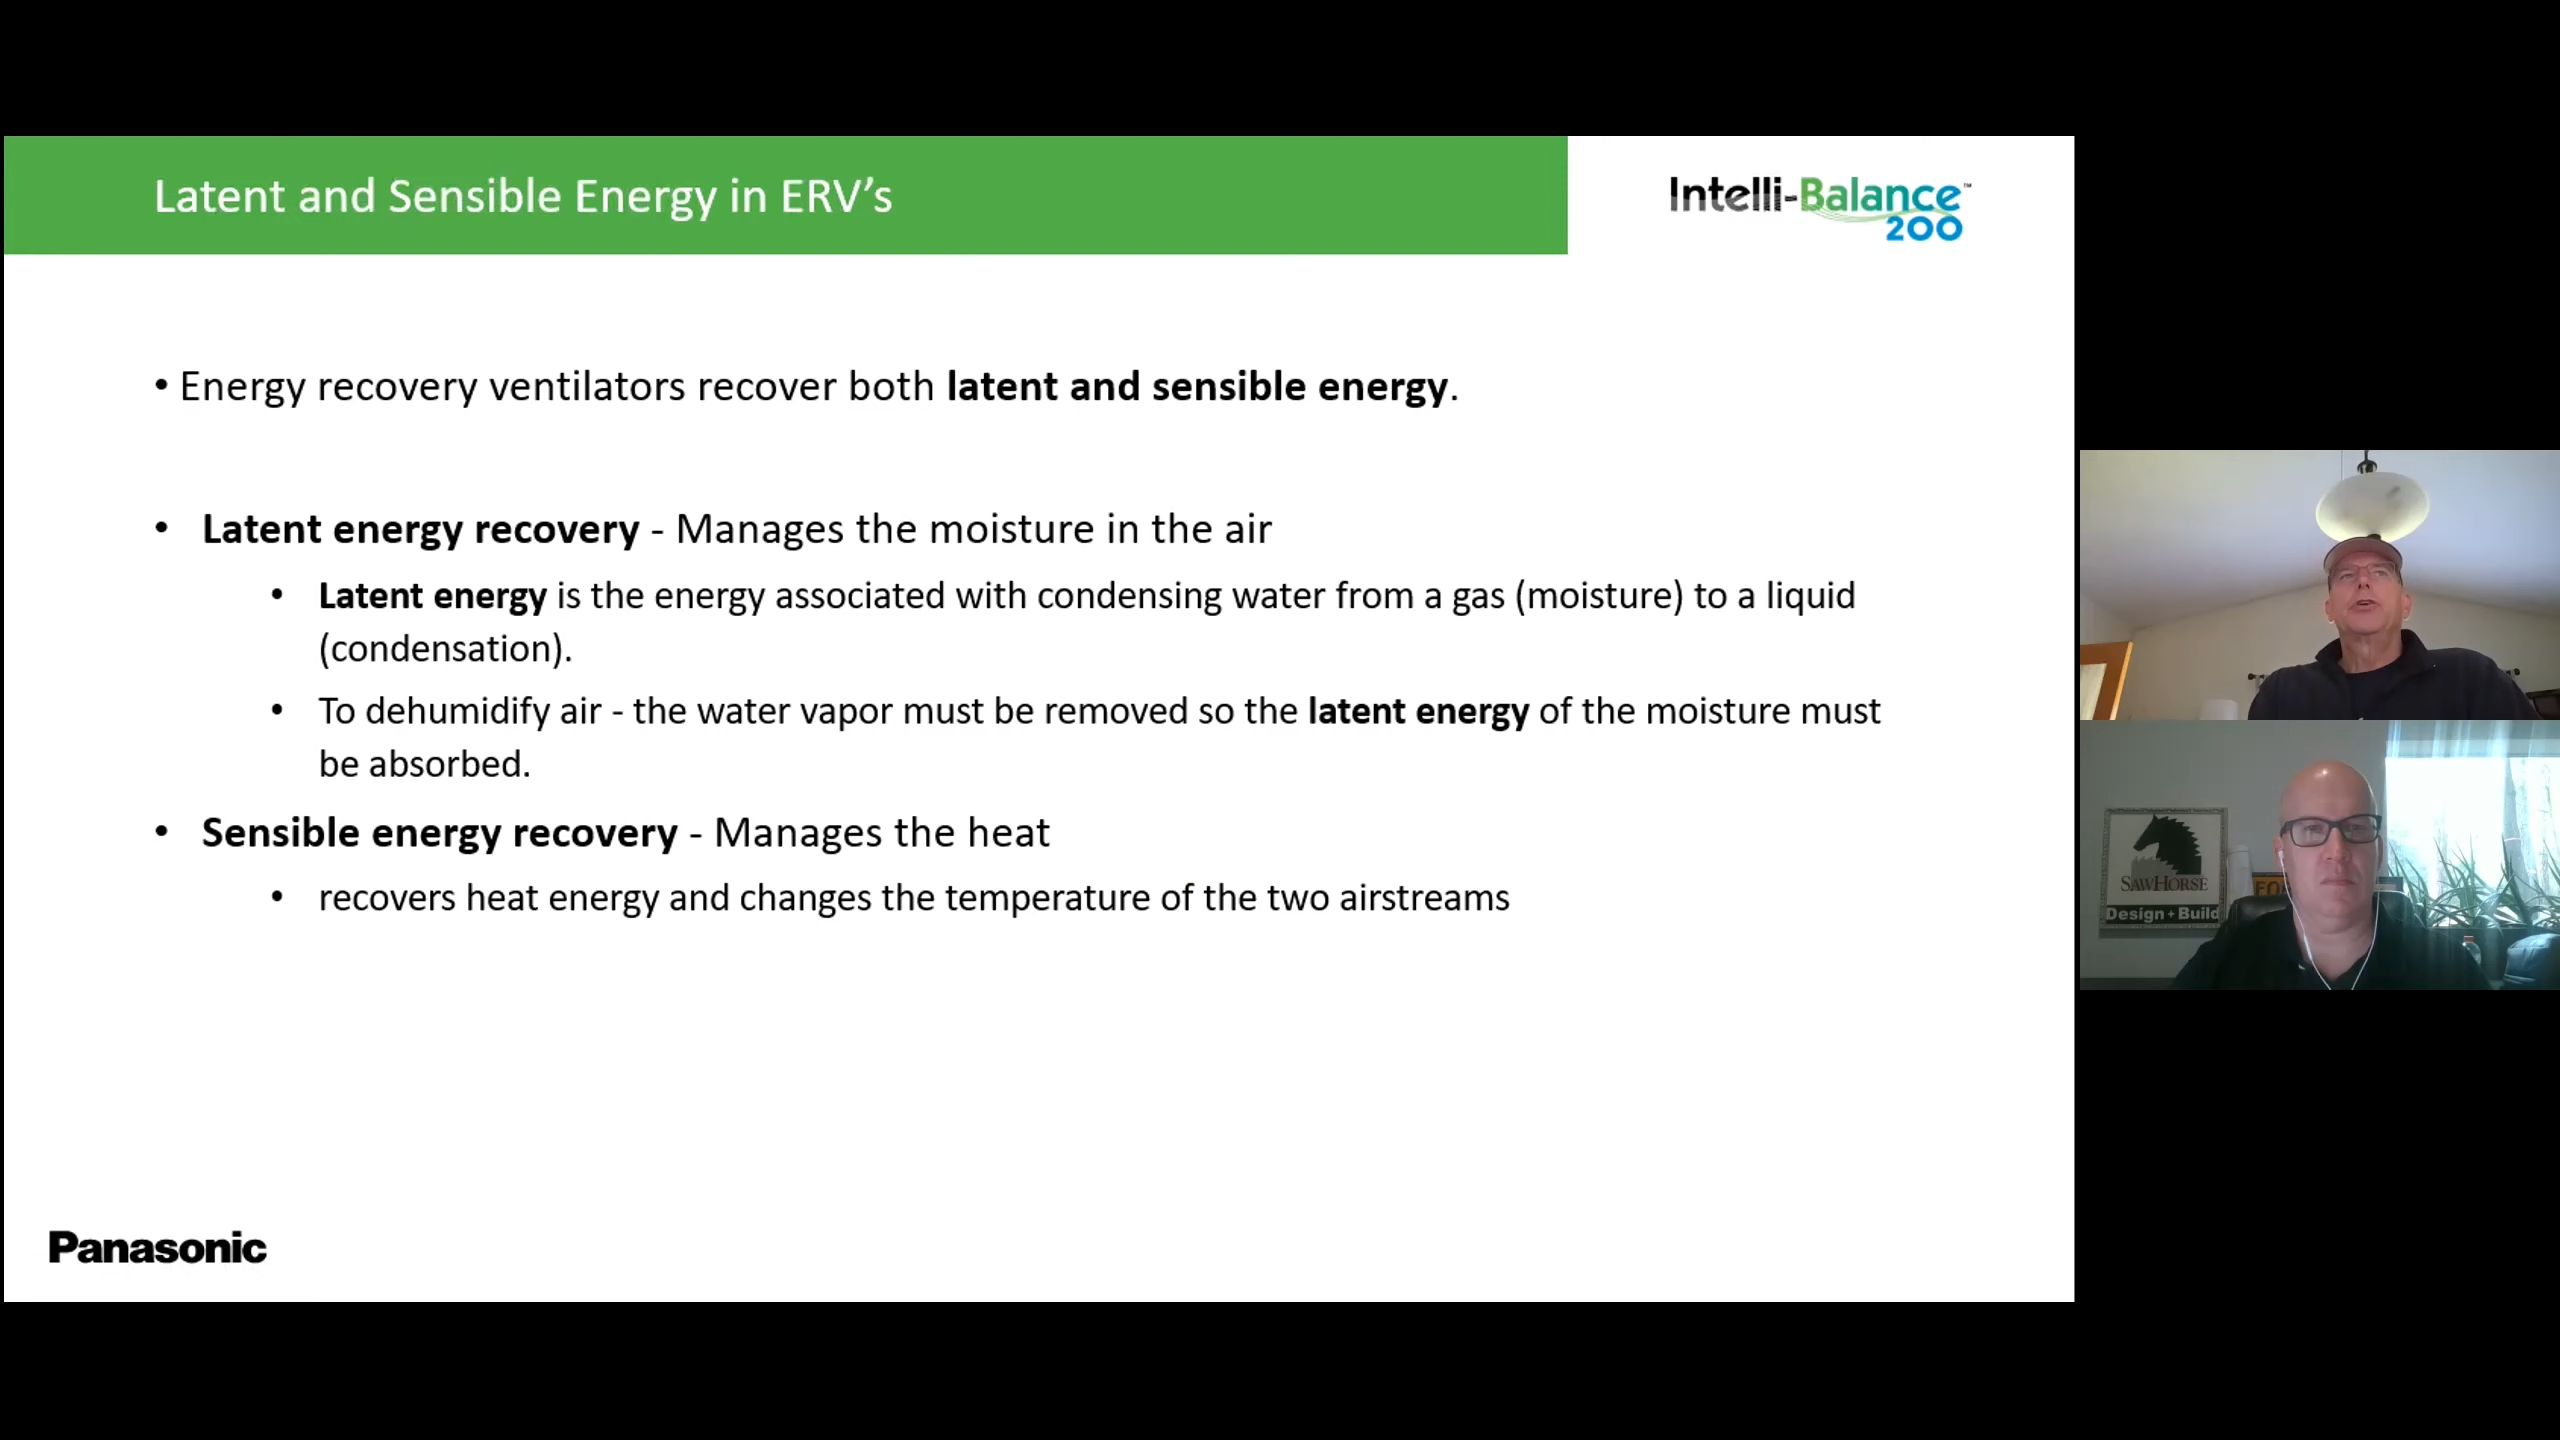 Latent and Sensible Energy in ERV's
Intelli-Balance™
200
• Energy recovery ventilators recover both latent and sensible energy.
• Latent energy recovery - Manages the moisture in the air
• Latent energy is the energy associated with condensing water from a gas (moisture) to a liquid
(condensation).
• To dehumidify air - the water vapor must be removed so the latent energy of the moisture must
be absorbed.
• Sensible energy recovery - Manages the heat
• recovers heat energy and changes the temperature of the two airstreams
Panasonic
SAWHORSE
Design + Build